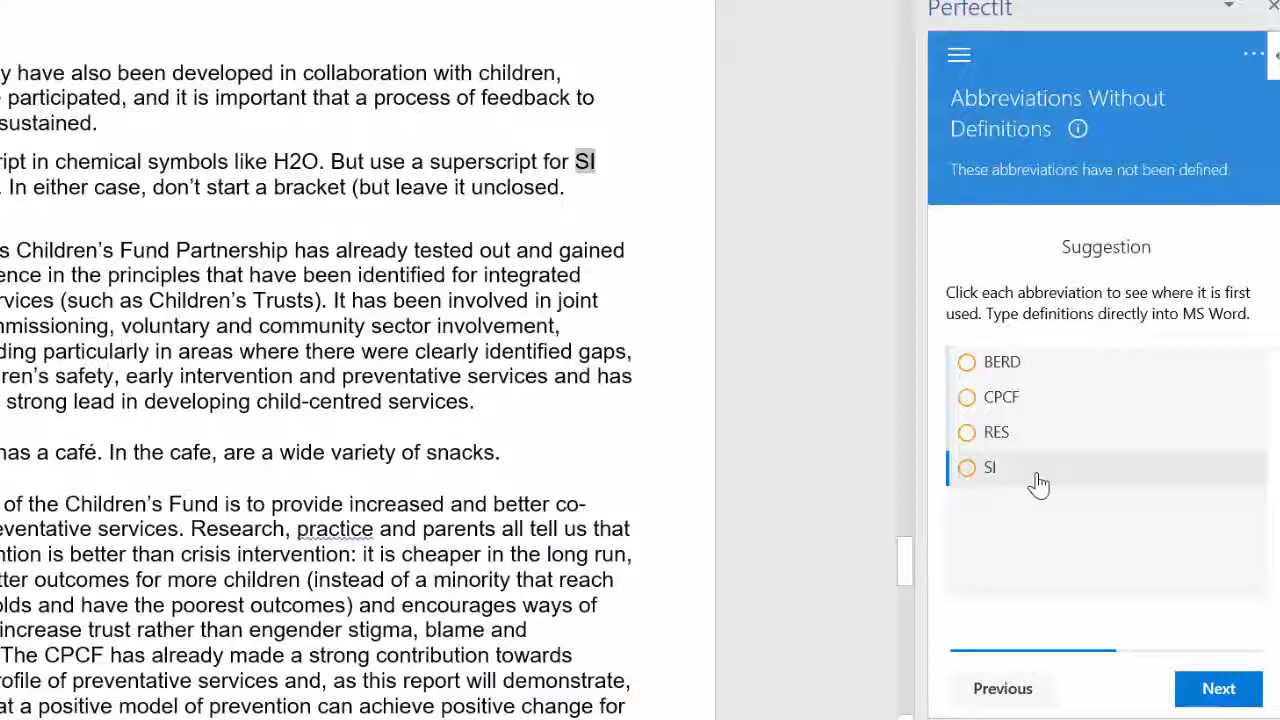 y have also been developed in collaboration with children,
participated, and it is important that a process of feedback to
sustained.
ript in chemical symbols like H2O. But use a superscript for SI
. In either case, don’t start a bracket (but leave it unclosed.
s Children’s Fund Partnership has already tested out and gained
ence in the principles that have been identified for integrated
rvices (such as Children’s Trusts). It has been involved in joint
nmissioning, voluntary and community sector involvement,
ding particularly in areas where there were clearly identified gaps,
ren’s safety, early intervention and preventative services and has
strong lead in developing child-centred services.
has a café. In the cafe, are a wide variety of snacks.
of the Children’s Fund is to provide increased and better co-
eventative services. Research, practice and parents all tell us that
ntion is better than crisis intervention: it is cheaper in the long run,
tter outcomes for more children (instead of a minority that reach
olds and have the poorest outcomes) and encourages ways of
increase trust rather than engender stigma, blame and
The CPCF has already made a strong contribution towards
rofile of preventative services and, as this report will demonstrate,
at a positive model of prevention can achieve positive change for
PerfectIt
Abbreviations Without
Definitions
These abbreviations have not been defined.
Suggestion
Click each abbreviation to see where it is first
used. Type definitions directly into MS Word.
BERD
CPCF
RES
SI
Previous
Next